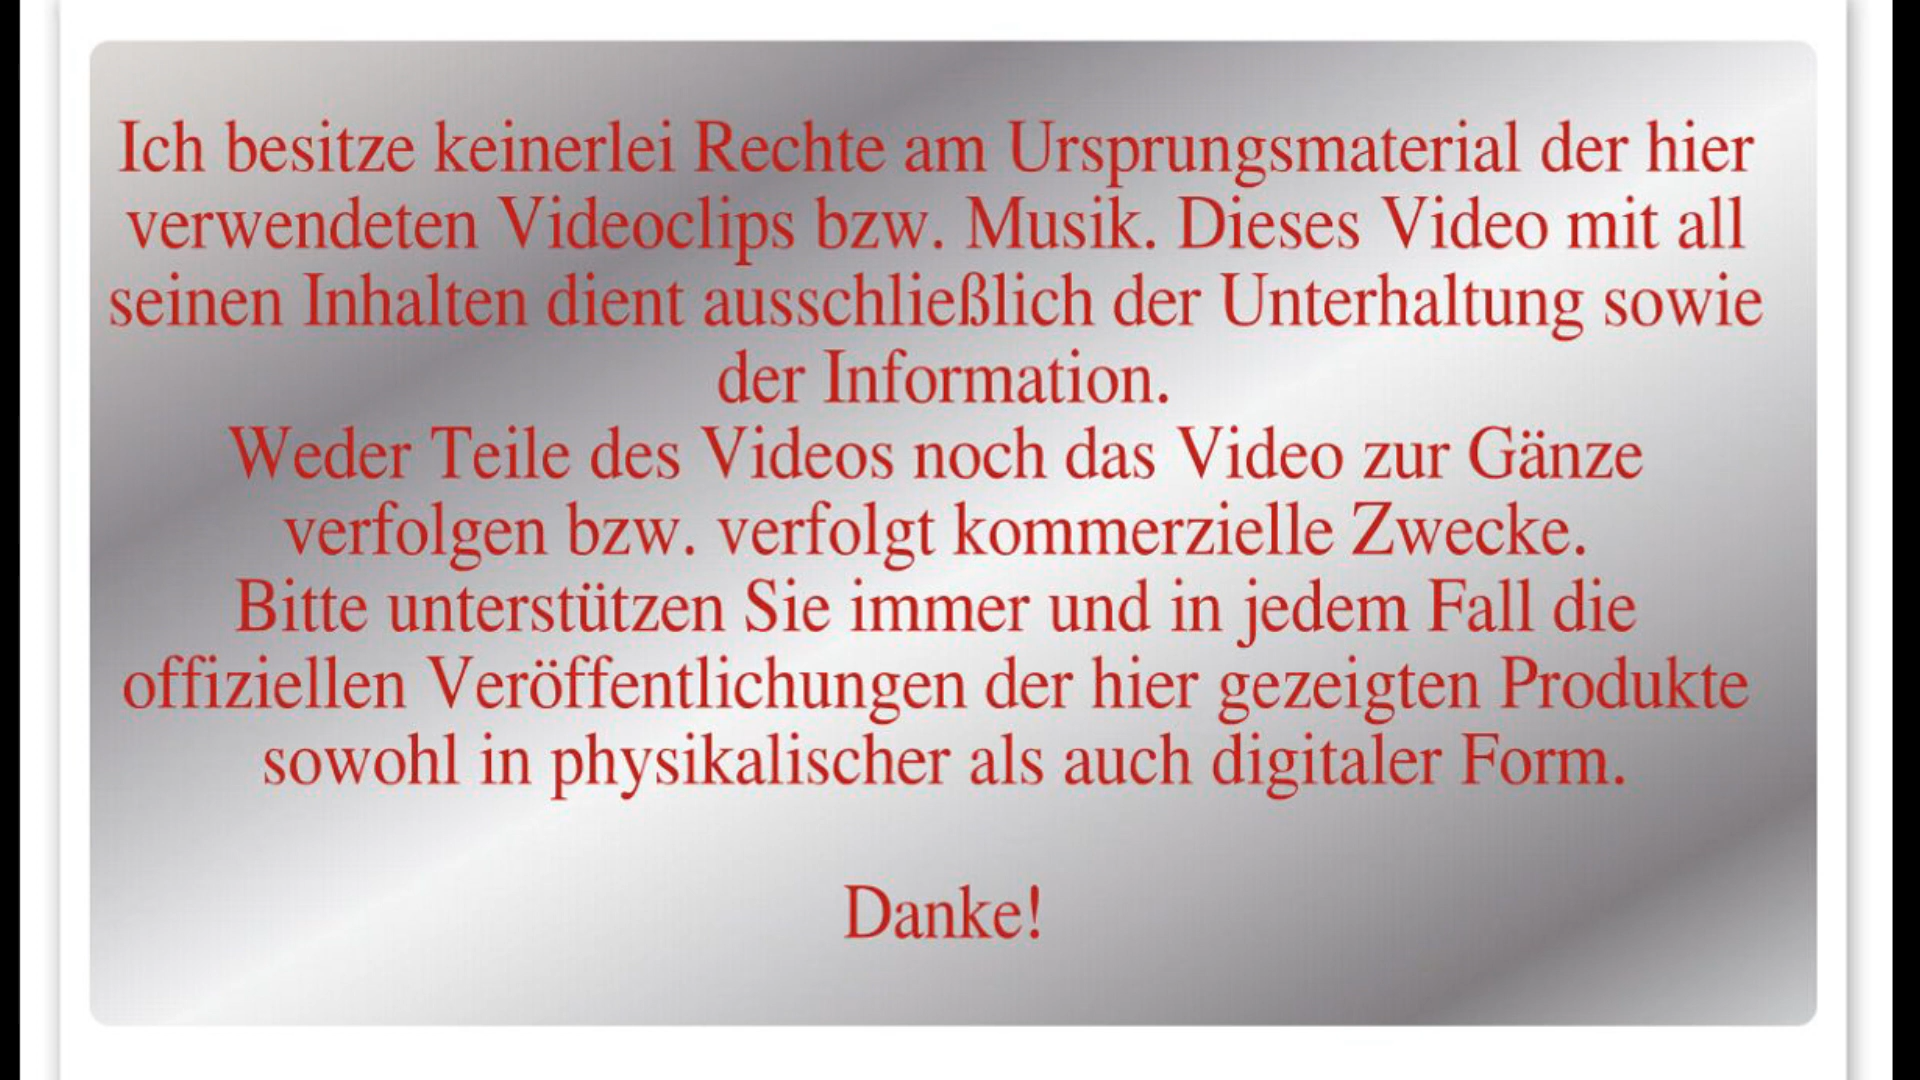 Ich besitze keinerlei Rechte am Ursprungsmaterial der hier
verwendeten Videoclips bzw. Musik. Dieses Video mit all
seinen Inhalten dient ausschließlich der Unterhaltung sowie
der Information.
Weder Teile des Videos noch das Video zur Gänze
verfolgen bzw. verfolgt kommerzielle Zwecke.
Bitte unterstützen Sie immer und in jedem Fall die
offiziellen Veröffentlichungen der hier gezeigten Produkte
sowohl in physikalischer als auch digitaler Form.
Danke!